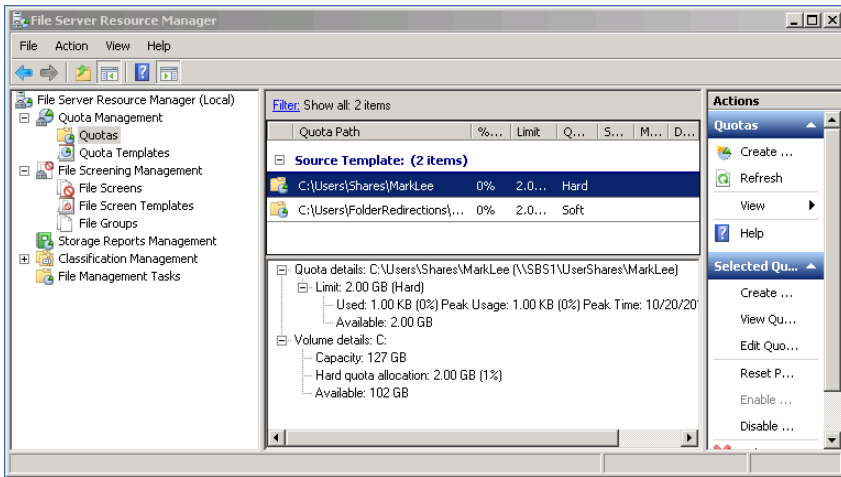 File Server Resource Manager
File Action View Help
File Server Resource Manager (Local)
Quota Management
Quotas
Quota Templates
File Screening Management
File Screens
File Screen Templates
File Groups
Storage Reports Management
Classification Management
File Management Tasks
Filter: Show all: 2 items
Quota Path %... Limit Q... S... M... D...
Source Template: (2 items)
C:\Users\Shares\MarkLee 0% 2.0... Hard
C:\Users\FolderRedirections\... 0% 2.0... Soft
Quota details: C:\Users\Shares\MarkLee (\\SBS1\UserShares\MarkLee)
Limit: 2.00 GB (Hard)
Used: 1.00 KB (0%) Peak Usage: 1.00 KB (0%) Peak Time: 10/20/20
Available: 2.00 GB
Volume details: C:
Capacity: 127 GB
Hard quota allocation: 2.00 GB (1%)
Available: 102 GB
Actions
Quotas
Create ...
Refresh
View
Help
Selected Qu...
Create ...
View Qu...
Edit Quo...
Reset P...
Enable ...
Disable ...